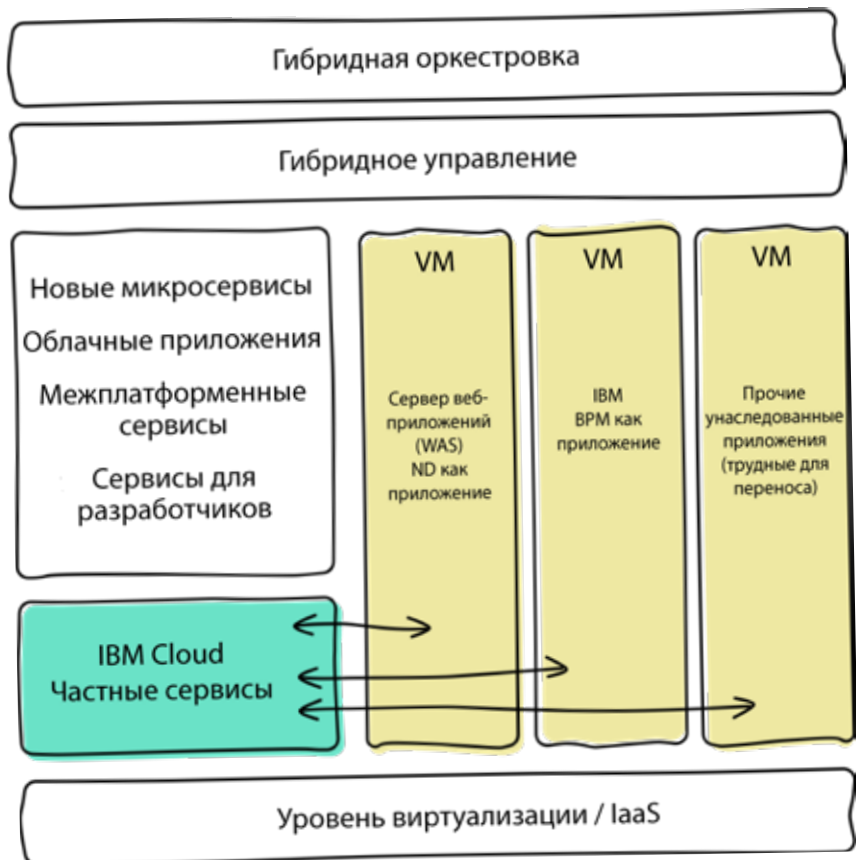 Гибридная оркестровка
Гибридное управление
Новые микросервисы
Облачные приложения
Межплатформенные
сервисы
Сервисы для
разработчиков
VM
Сервер веб-
приложений
(WAS)
ND как
приложение
VM
IBM
BPM как
приложение
VM
Прочие
унаследованные
приложения
(трудные для
переноса)
IBM Cloud
Частные сервисы
Уровень виртуализации / IaaS